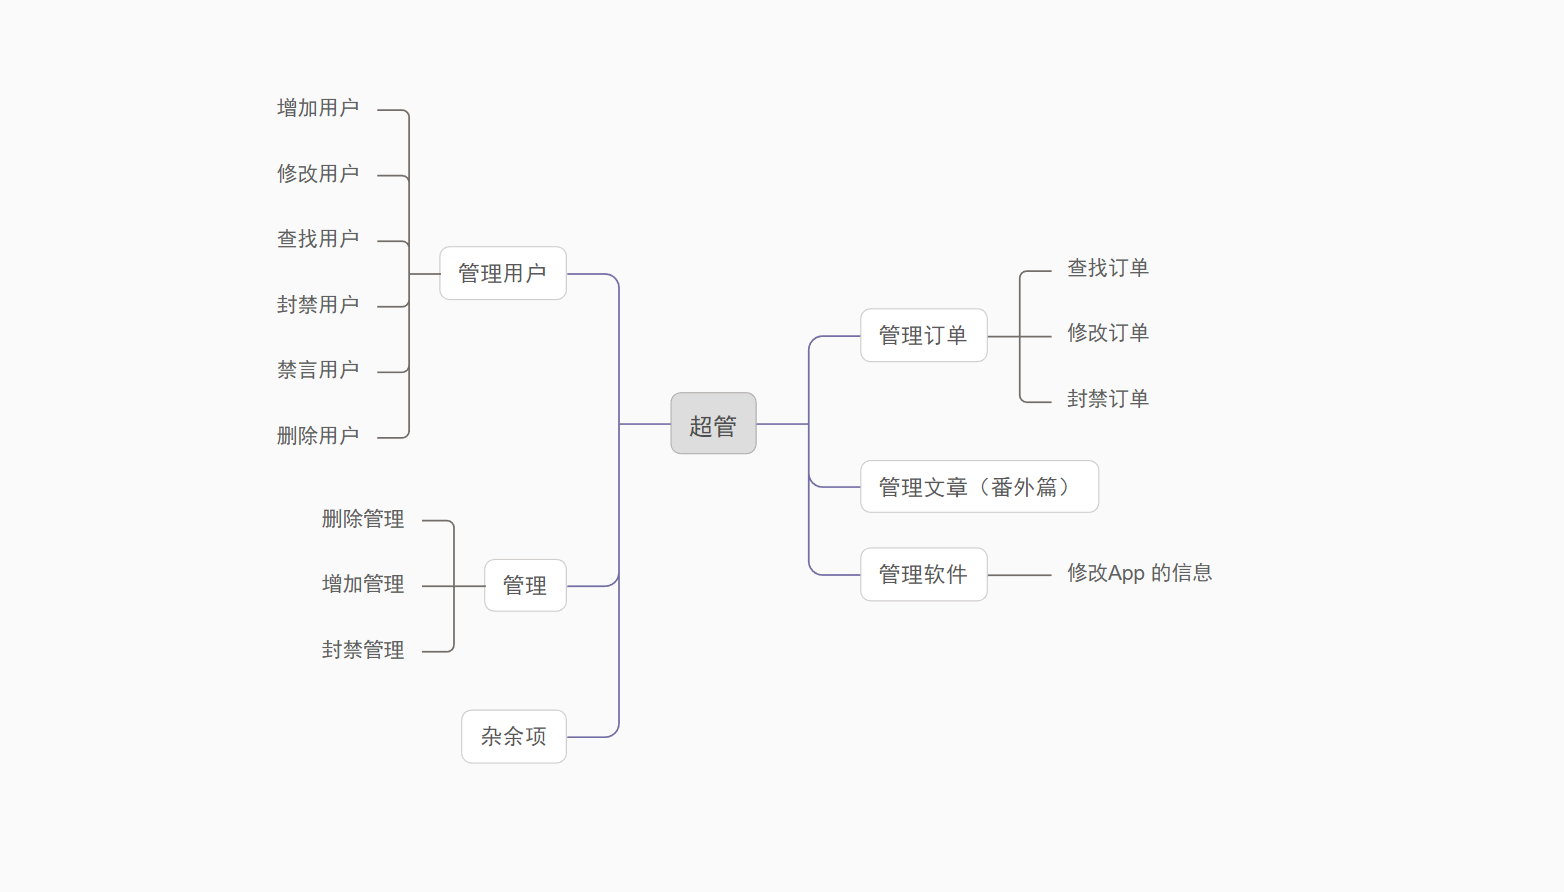 增加用户
修改用户
查找用户
封禁用户
禁言用户
删除用户
管理用户
删除管理
增加管理
封禁管理
管理
杂余项
超管
管理订单
查找订单
修改订单
封禁订单
管理文章（番外篇）
管理软件
修改App 的信息